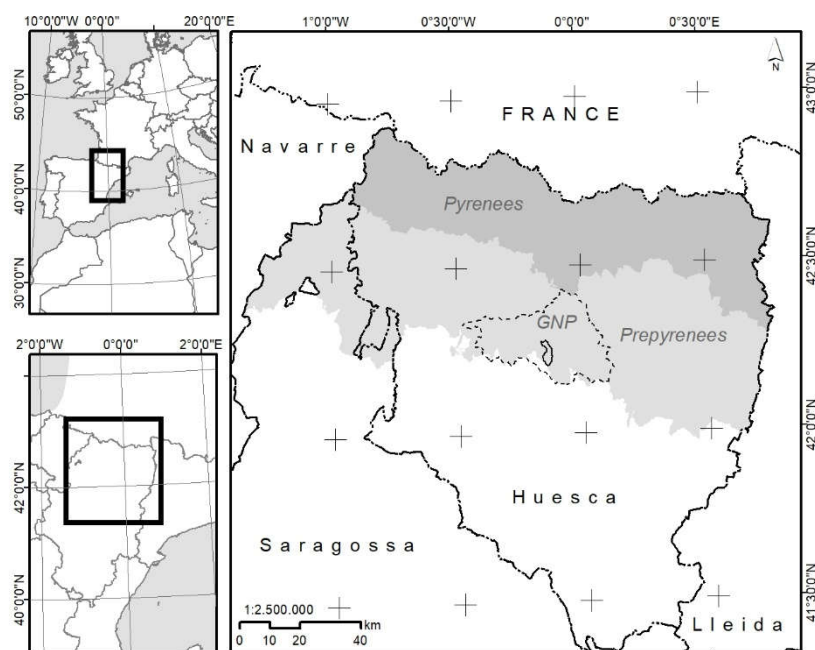 10°0'0"W 0°0'0" 20°0'0"E
50°0'0"N
40°0'0"N
30°0'0"N
2°0'0"W 0°0'0" 2°0'0"E
42°0'0"N
40°0'0"N
1°0'0"W 0°30'0"W 0°0'0" 0°30'0"E
N
FRANCE
Navarre
Pyrenees
GNP
Prepyrenees
Huesca
Saragossa
Lleida
1:2.500.000
0 10 20 40
km
43°0'0"N
42°30'0"N
42°0'0"N
41°30'0"N